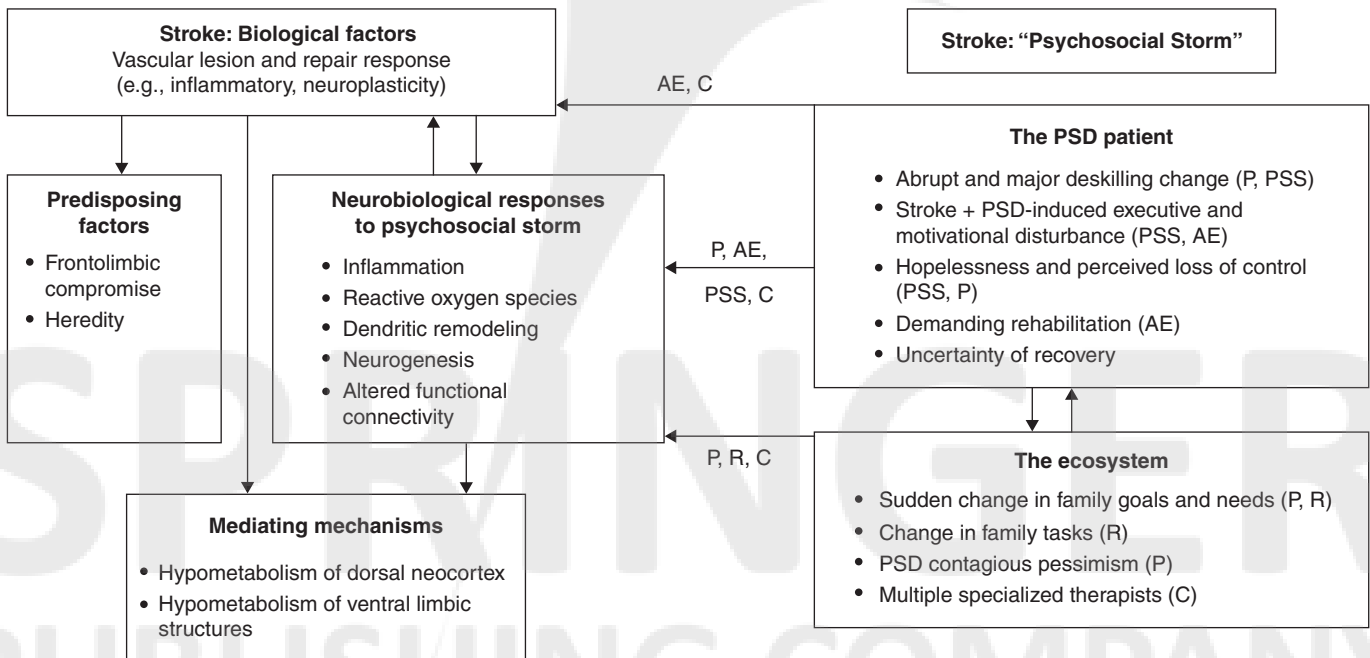 Stroke: Biological factors
Vascular lesion and repair response
(e.g., inflammatory, neuroplasticity)
Stroke: “Psychosocial Storm”
AE, C
The PSD patient
• Abrupt and major deskilling change (P, PSS)
• Stroke + PSD-induced executive and
motivational disturbance (PSS, AE)
• Hopelessness and perceived loss of control
(PSS, P)
• Demanding rehabilitation (AE)
• Uncertainty of recovery
Predisposing
factors
• Frontolimbic
compromise
• Heredity
Neurobiological responses
to psychosocial storm
• Inflammation
• Reactive oxygen species
• Dendritic remodeling
• Neurogenesis
• Altered functional
connectivity
P, AE,
PSS, C
P, R, C
The ecosystem
• Sudden change in family goals and needs (P, R)
• Change in family tasks (R)
• PSD contagious pessimism (P)
• Multiple specialized therapists (C)
Mediating mechanisms
• Hypometabolism of dorsal neocortex
• Hypometabolism of ventral limbic
structures
SPRINGER
PUBLISHING COMPANY